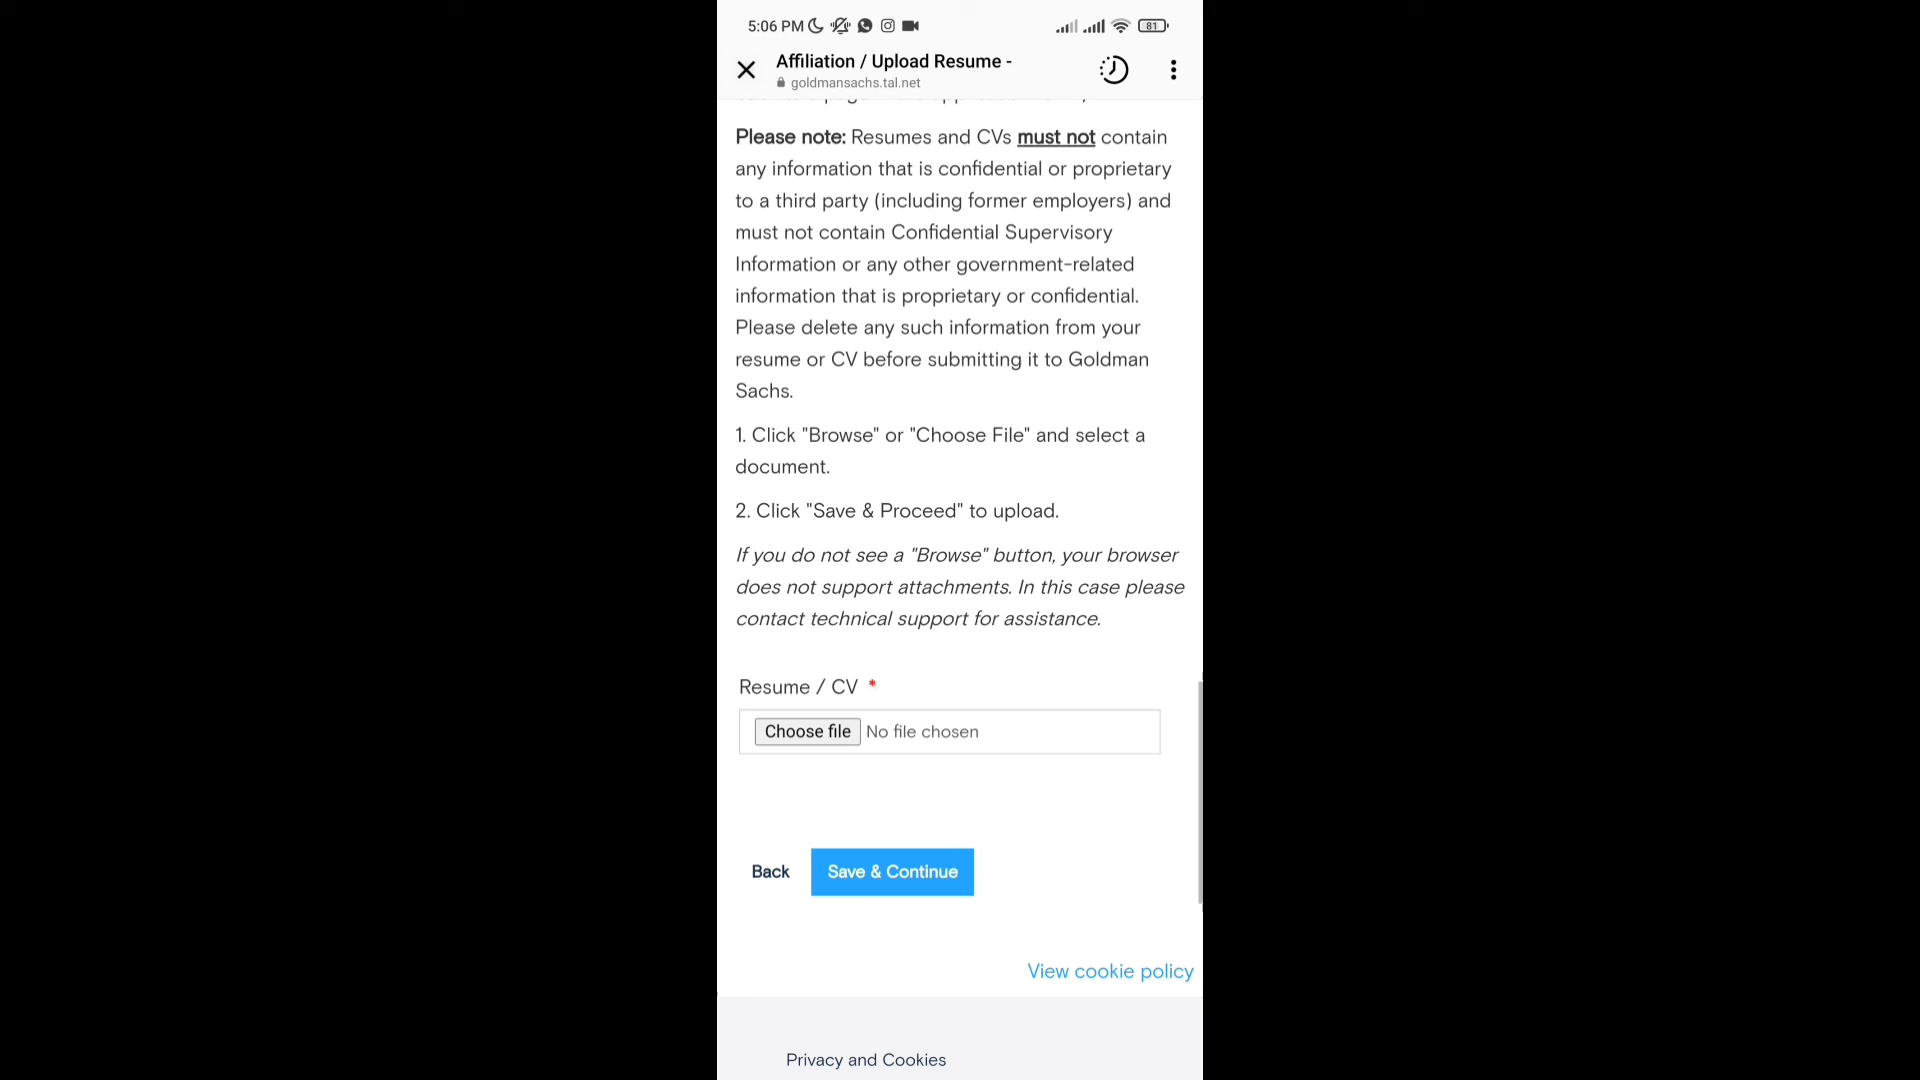 5:06 PM
81
Affiliation / Upload Resume -
goldmansachs.tal.net
Please note: Resumes and CVs must not contain
any information that is confidential or proprietary
to a third party (including former employers) and
must not contain Confidential Supervisory
Information or any other government-related
information that is proprietary or confidential.
Please delete any such information from your
resume or CV before submitting it to Goldman
Sachs.
1. Click "Browse" or "Choose File" and select a
document.
2. Click "Save & Proceed" to upload.
If you do not see a "Browse" button, your browser
does not support attachments. In this case please
contact technical support for assistance.
Resume / CV *
Choose file No file chosen
Back Save & Continue
View cookie policy
Privacy and Cookies